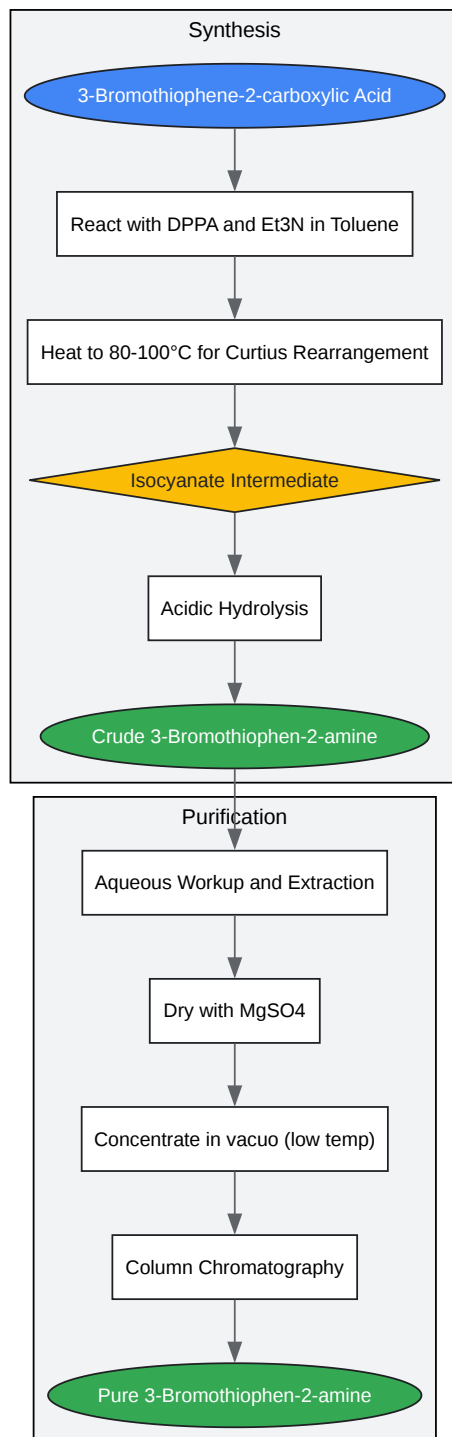 Synthesis
3-Bromothiophene-2-carboxylic Acid
React with DPPA and Et3N in Toluene
Heat to 80-100°C for Curtius Rearrangement
Isocyanate Intermediate
Acidic Hydrolysis
Crude 3-Bromothiophen-2-amine
Purification
Aqueous Workup and Extraction
Dry with MgSO4
Concentrate in vacuo (low temp)
Column Chromatography
Pure 3-Bromothiophen-2-amine